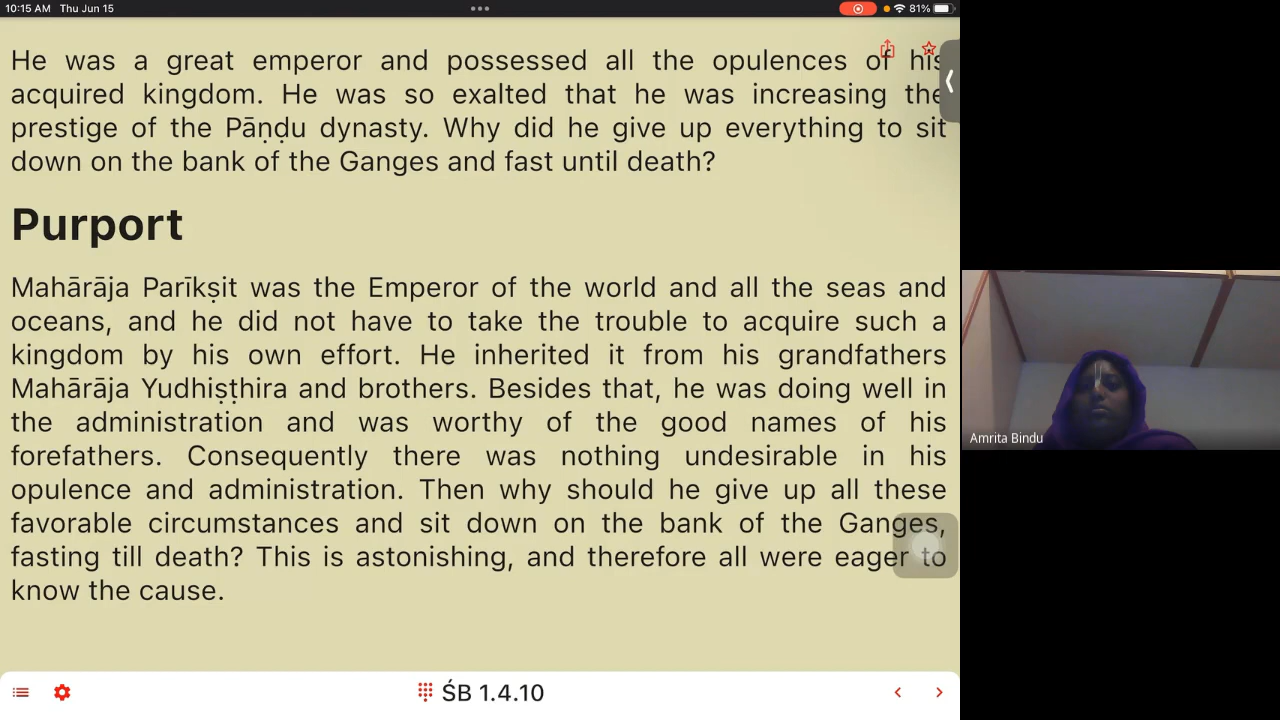 10:15 AM Thu Jun 15
81%
He was a great emperor and possessed all the opulences of his
acquired kingdom. He was so exalted that he was increasing the
prestige of the Pāṇḍu dynasty. Why did he give up everything to sit
down on the bank of the Ganges and fast until death?
Purport
Mahārāja Parīkṣit was the Emperor of the world and all the seas and
oceans, and he did not have to take the trouble to acquire such a
kingdom by his own effort. He inherited it from his grandfathers
Mahārāja Yudhiṣṭhira and brothers. Besides that, he was doing well in
the administration and was worthy of the good names of his
forefathers. Consequently there was nothing undesirable in his
opulence and administration. Then why should he give up all these
favorable circumstances and sit down on the bank of the Ganges,
fasting till death? This is astonishing, and therefore all were eager to
know the cause.
Amrita Bindu
ŚB 1.4.10